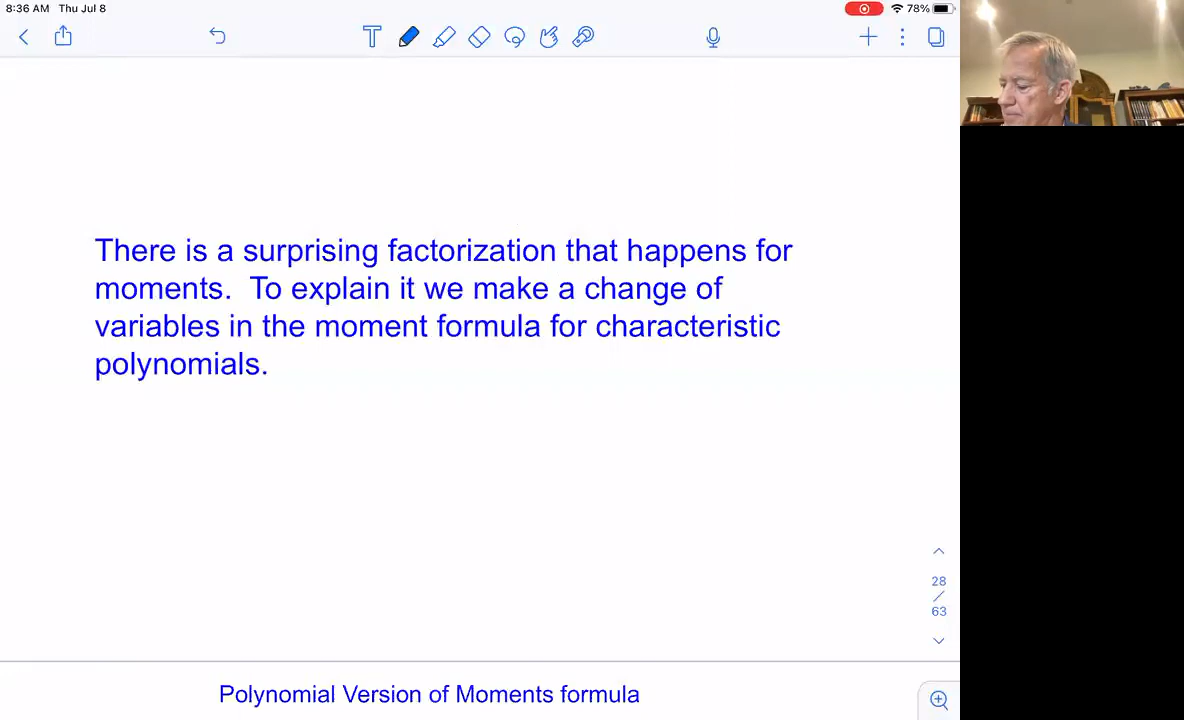 8:36 AM Thu Jul 8
78%
There is a surprising factorization that happens for
moments. To explain it we make a change of
variables in the moment formula for characteristic
polynomials.
28
/
63
Polynomial Version of Moments formula